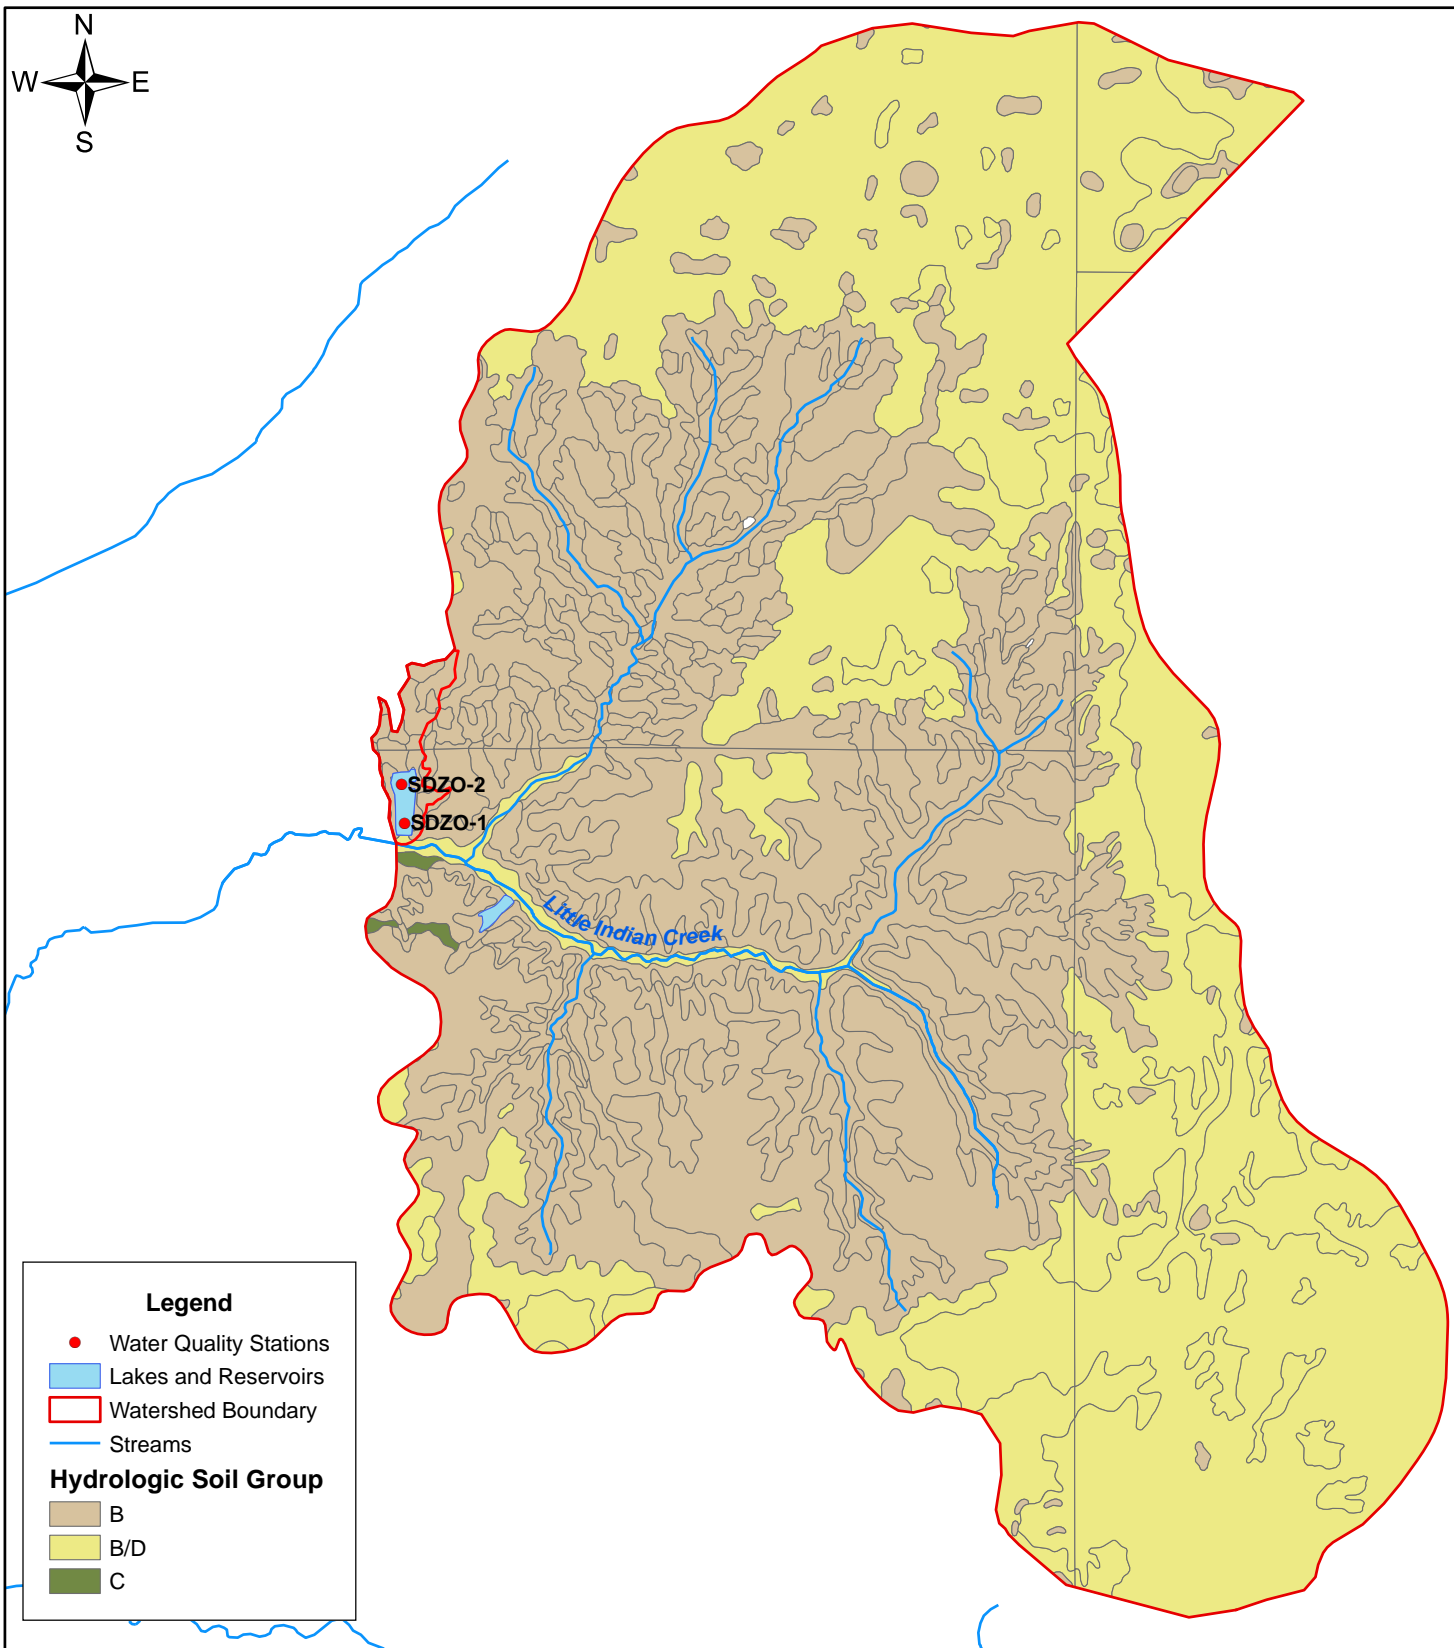 N
W E
S
SDZO-2
SDZO-1
Little Indian Creek
Legend
Water Quality Stations
Lakes and Reservoirs
Watershed Boundary
Streams
Hydrologic Soil Group
B
B/D
C